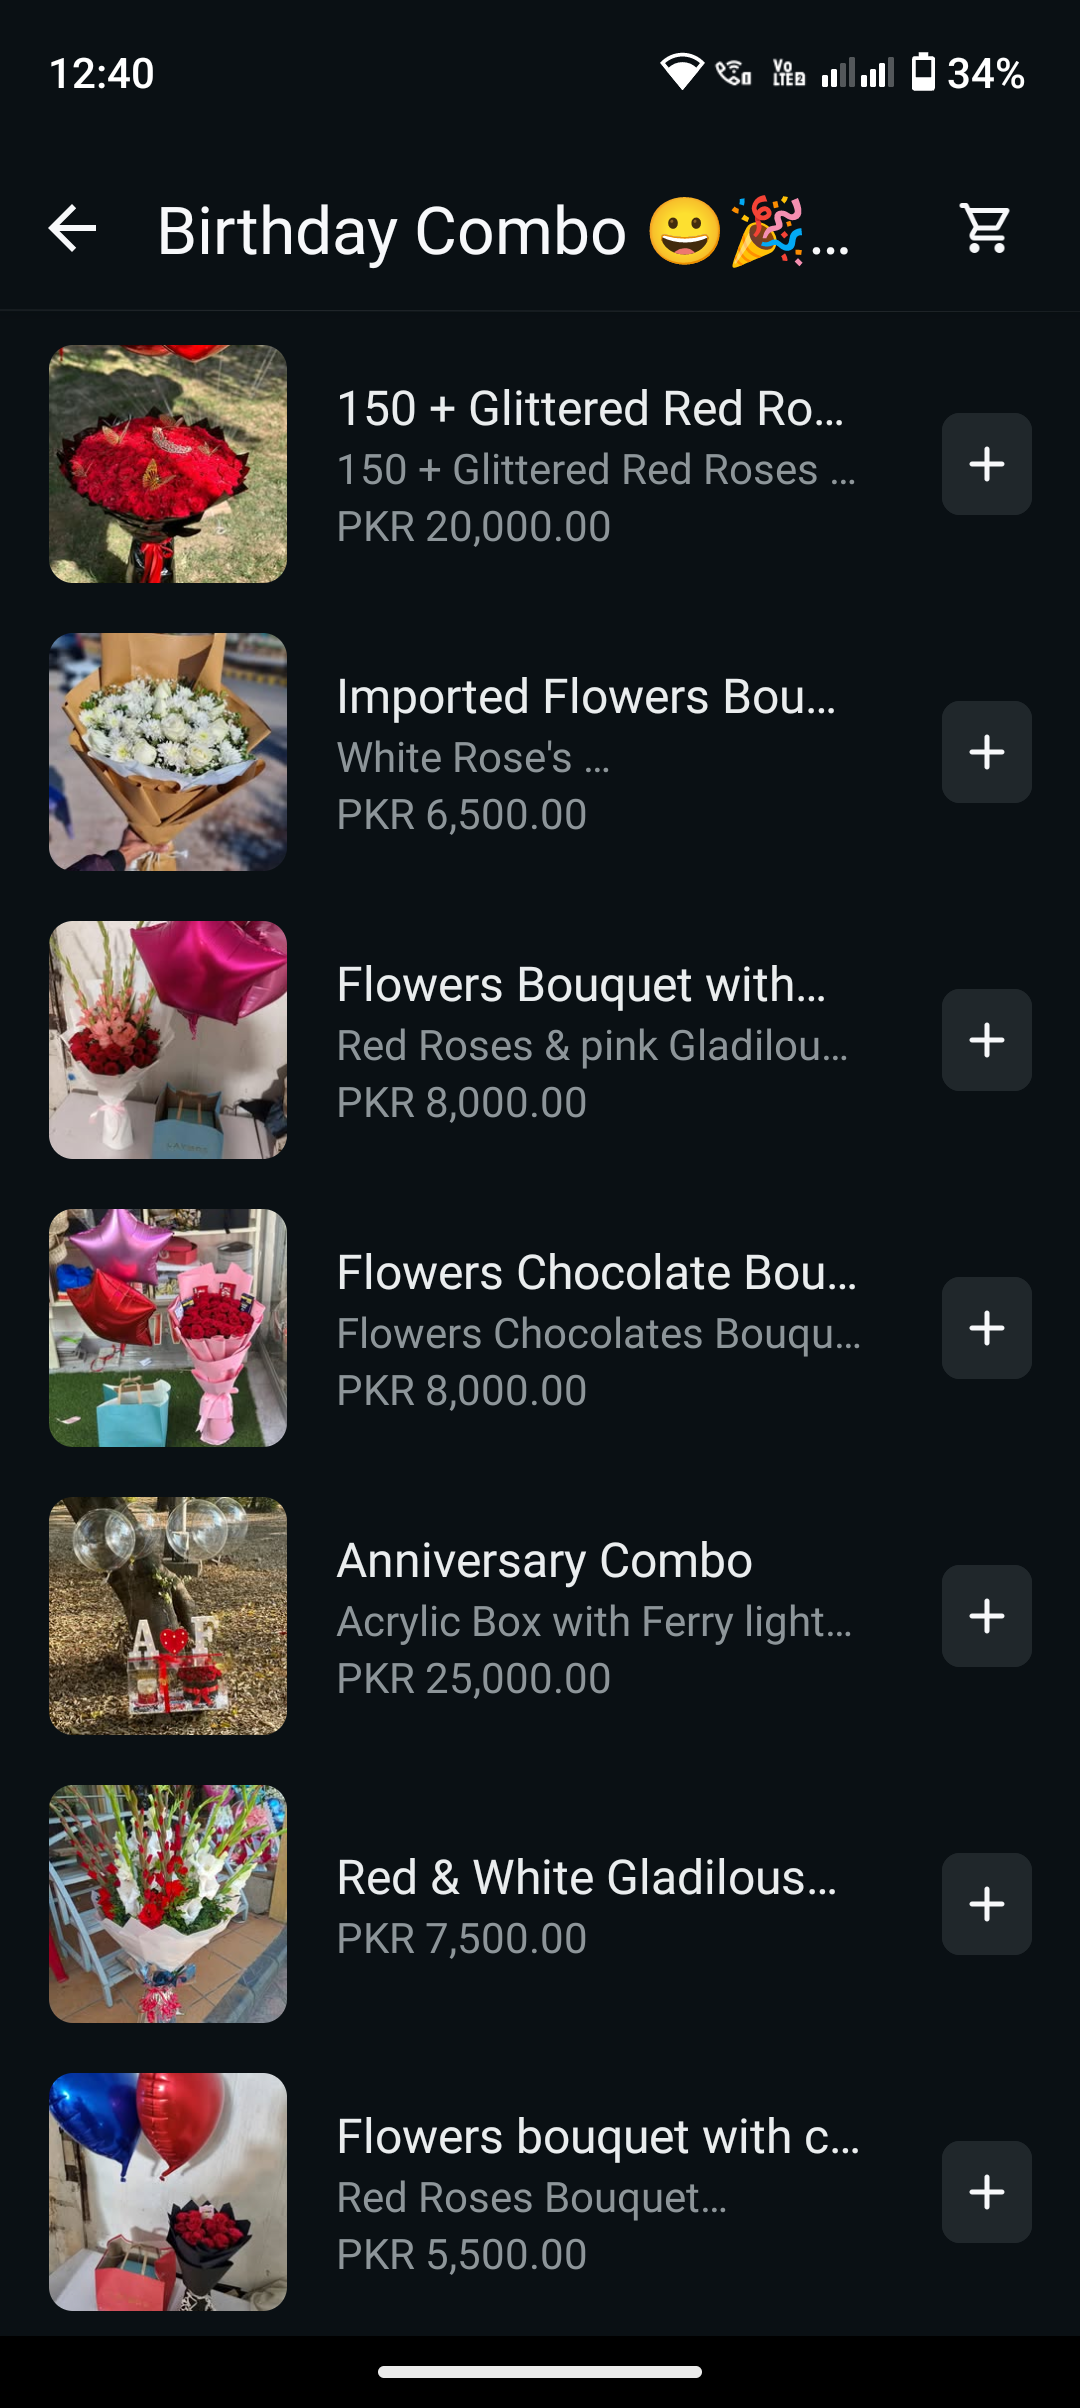 12:40
Vo LTE2 34%
Birthday Combo 😀🎉...
150 + Glittered Red Ro...
150 + Glittered Red Roses ...
PKR 20,000.00
Imported Flowers Bou...
White Rose's ...
PKR 6,500.00
Flowers Bouquet with...
Red Roses & pink Gladilou...
PKR 8,000.00
Flowers Chocolate Bou...
Flowers Chocolates Bouqu...
PKR 8,000.00
Anniversary Combo
Acrylic Box with Ferry light...
PKR 25,000.00
A F
Red & White Gladilous...
PKR 7,500.00
Flowers bouquet with c...
Red Roses Bouquet...
PKR 5,500.00